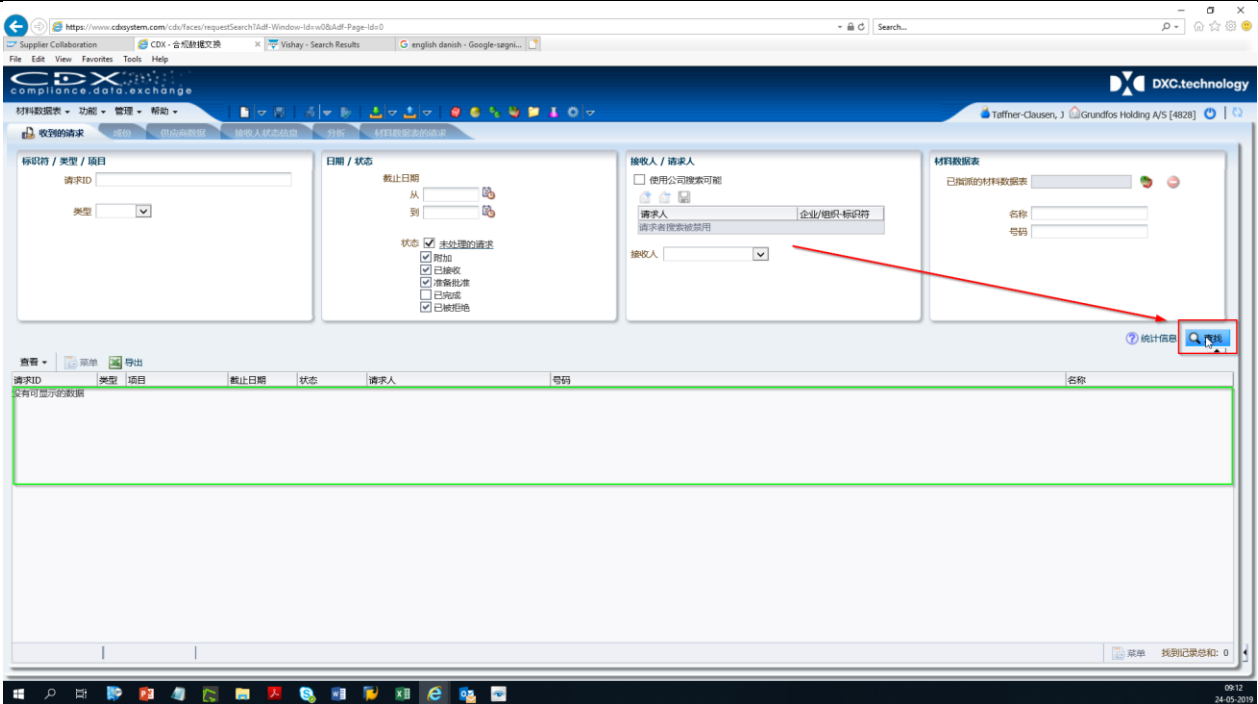 https://www.cdxsystem.com/cdx/faces/requestSearch?Adf-Window-Id=w0&Adf-Page-Id=0
Search...
Supplier Collaboration
CDX - 合规数据交换
Vishay - Search Results
english danish - Google-søgni...
File Edit View Favorites Tools Help
CDX
compliance.data.exchange
DXC.technology
材料数据表 功能 管理 帮助
Tøffner-Clausen, J Grundfos Holding A/S [4828]
收到的请求 成份 供应商数据 接收人状态信息 分析 材料数据表的请求
标识符 / 类型 / 项目
请求ID
类型
日期 / 状态
截止日期
从
到
状态 未处理的请求
附加
已接收
准备批准
已完成
已被拒绝
接收人 / 请求人
使用公司搜索可能
请求人 企业/组织-标识符
请求者搜索被禁用
接收人
材料数据表
已指派的材料数据表
名称
号码
统计信息 查找
查看 菜单 导出
请求ID 类型 项目 截止日期 状态 请求人 号码 名称
没有可显示的数据
菜单 找到记录总和: 0
09:12
24-05-2019